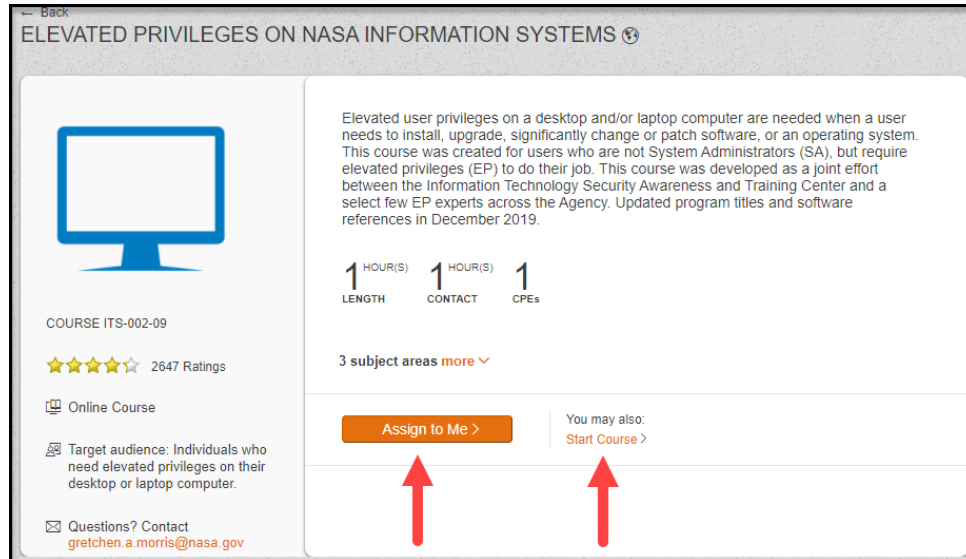 ← Back
ELEVATED PRIVILEGES ON NASA INFORMATION SYSTEMS
Elevated user privileges on a desktop and/or laptop computer are needed when a user
needs to install, upgrade, significantly change or patch software, or an operating system.
This course was created for users who are not System Administrators (SA), but require
elevated privileges (EP) to do their job. This course was developed as a joint effort
between the Information Technology Security Awareness and Training Center and a
select few EP experts across the Agency. Updated program titles and software
references in December 2019.
1 HOUR(S) 1 HOUR(S) 1
LENGTH CONTACT CPEs
3 subject areas more
Assign to Me >
You may also:
Start Course >
COURSE ITS-002-09
2647 Ratings
Online Course
Target audience: Individuals who
need elevated privileges on their
desktop or laptop computer.
Questions? Contact
gretchen.a.morris@nasa.gov